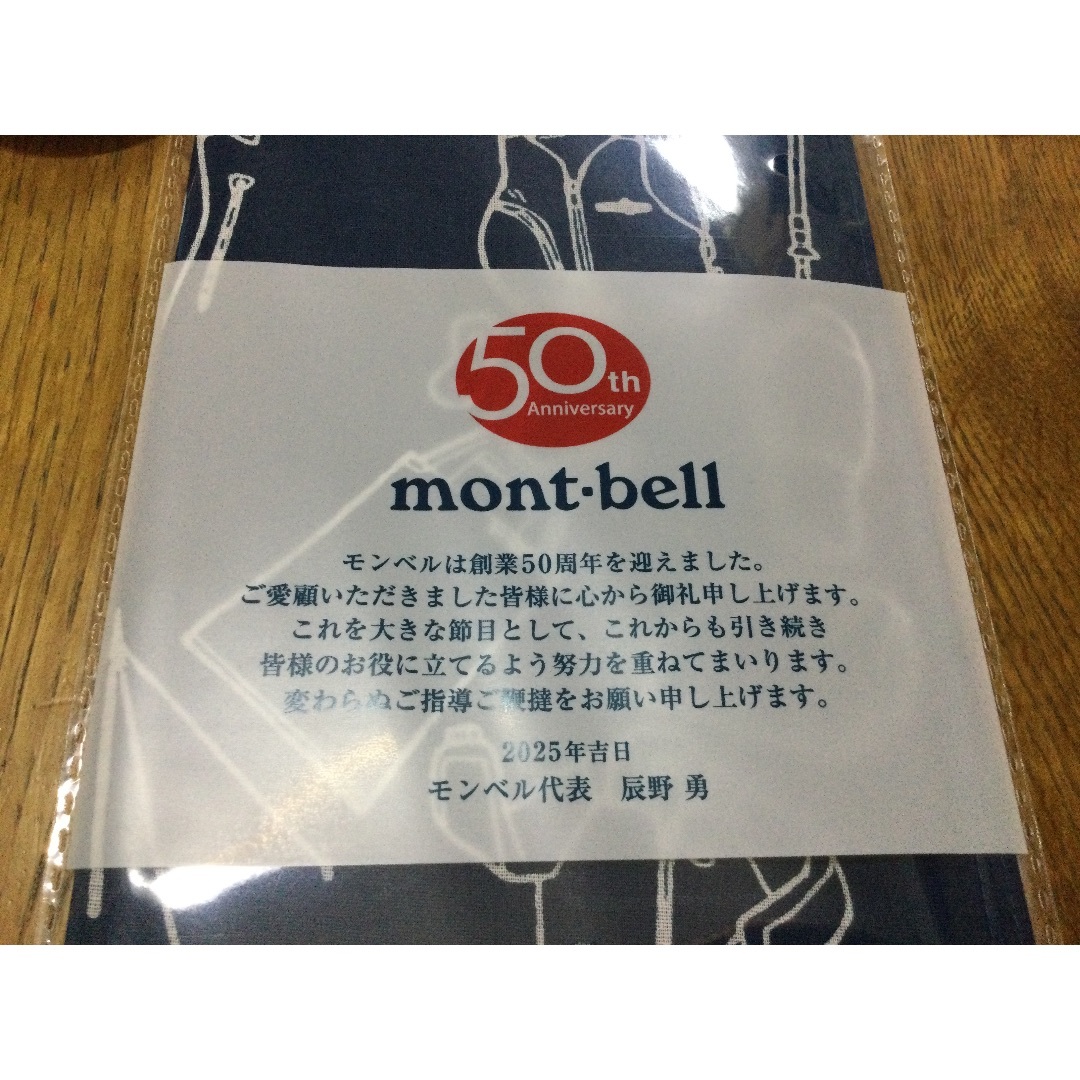 50th
Anniversary
mont·bell
モンベルは創業50周年を迎えました。
ご愛顧いただきました皆様に心から御礼申し上げます。
これを大きな節目として、これからも引き続き
皆様のお役に立てるよう努力を重ねてまいります。
変わらぬご指導ご鞭撻をお願い申し上げます。
2025年吉日
モンベル代表 辰野 勇